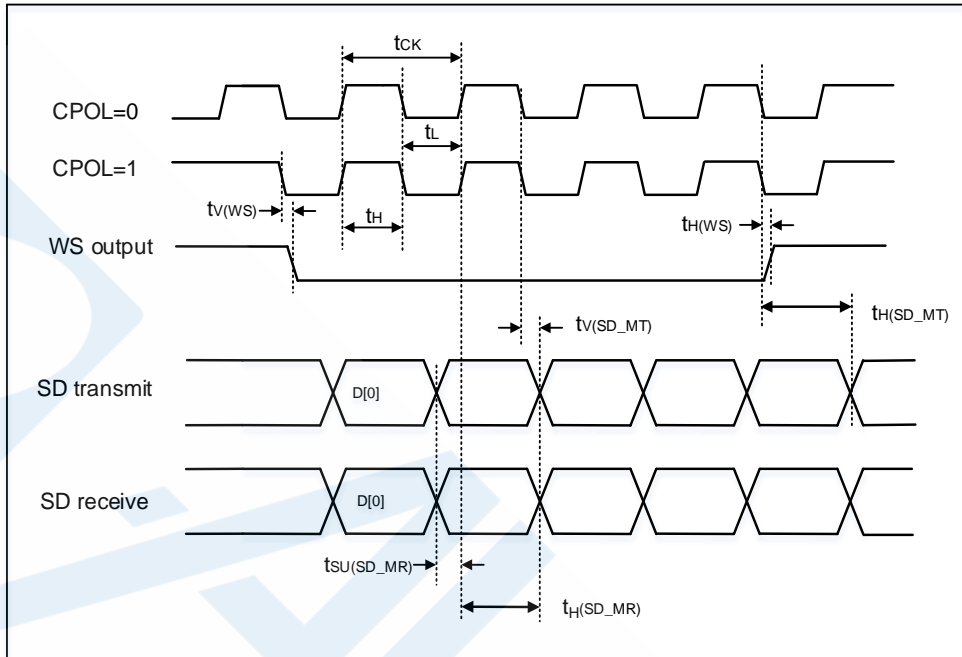 tCK
CPOL=0
tL
CPOL=1
tV(WS)
tH
tH(WS)
WS output
tV(SD_MT)
tH(SD_MT)
SD transmit
D[0]
SD receive
D[0]
tSU(SD_MR)
tH(SD_MR)